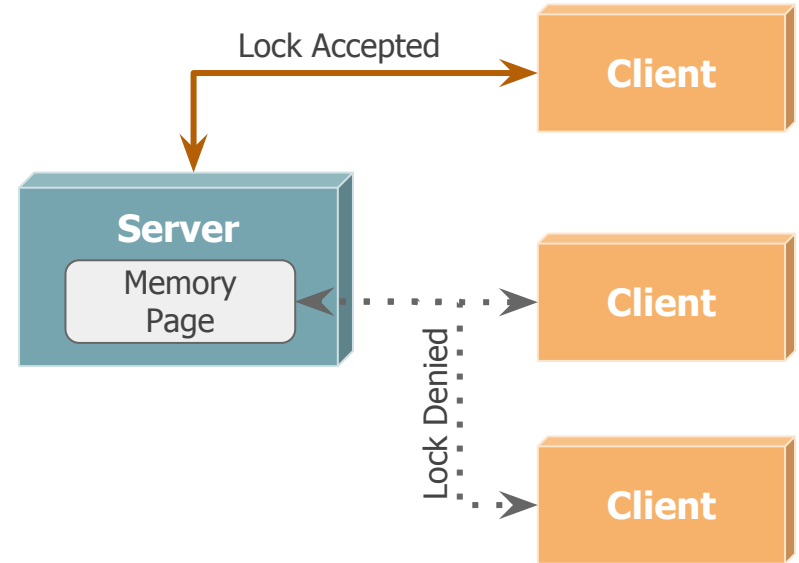 Lock Accepted
Client
Server
Memory
Page
Client
Lock Denied
Client